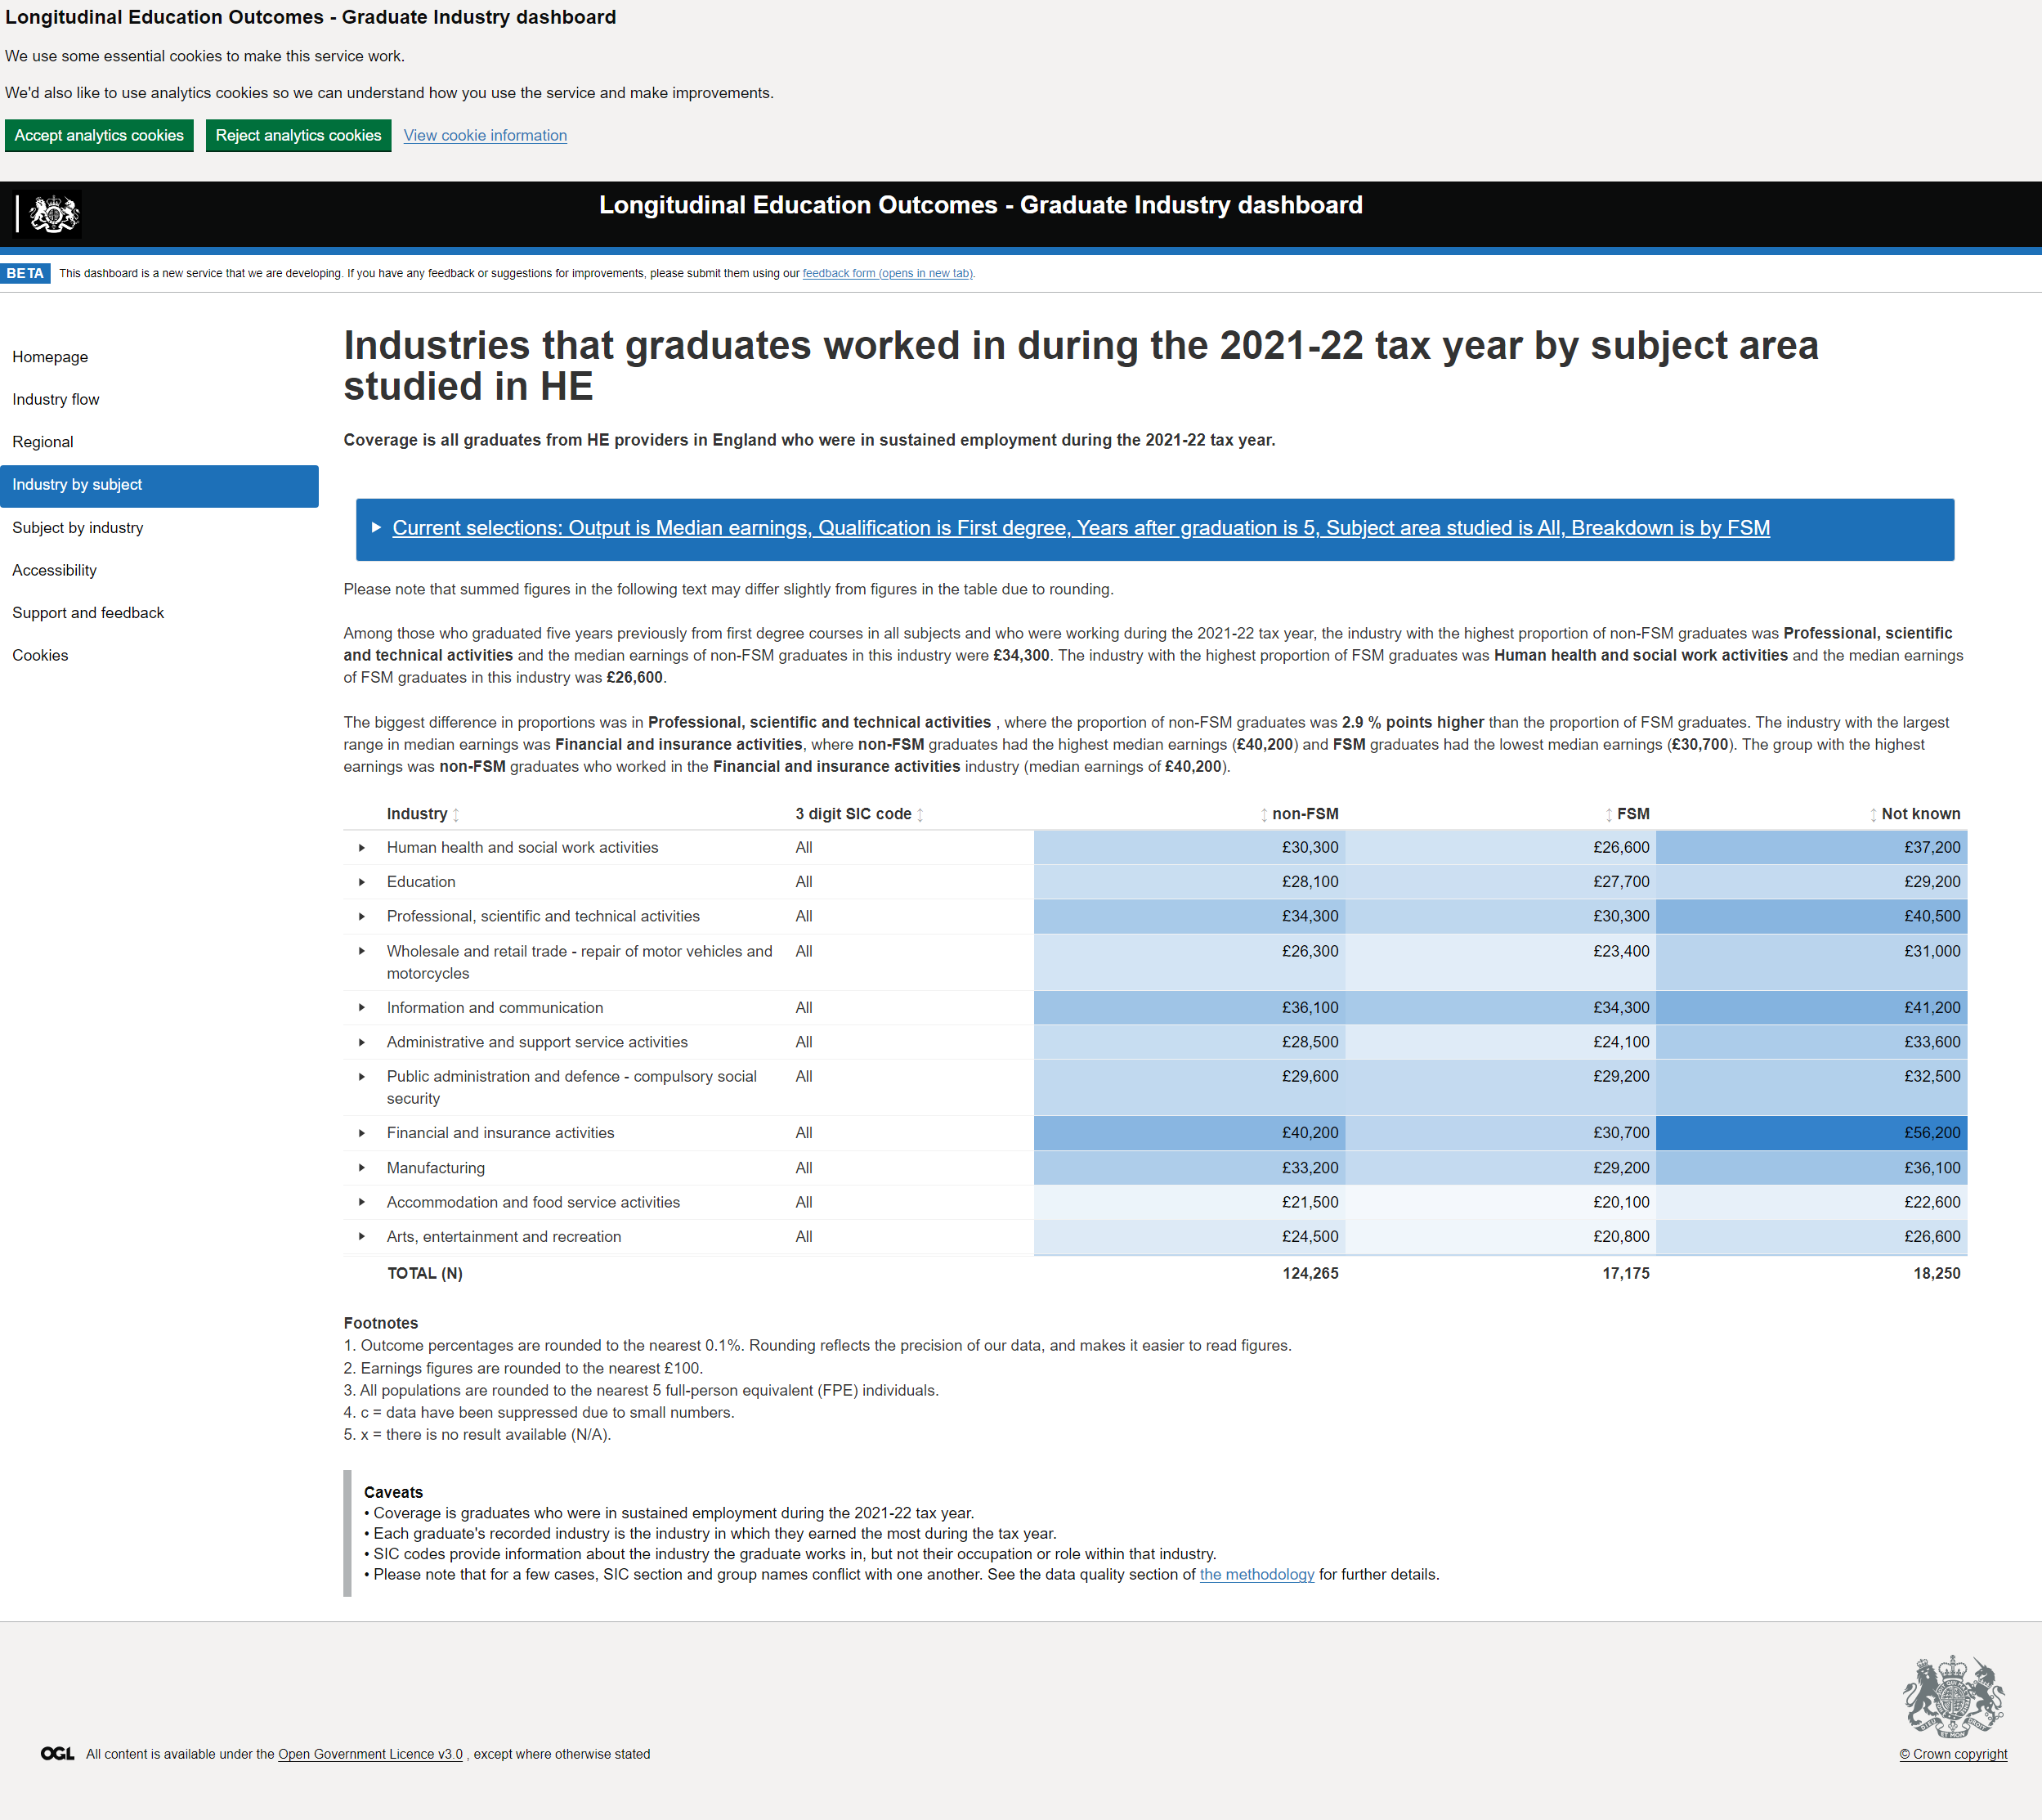 Longitudinal Education Outcomes - Graduate Industry dashboard
We use some essential cookies to make this service work.
We'd also like to use analytics cookies so we can understand how you use the service and make improvements.
Accept analytics cookies Reject analytics cookies View cookie information
Longitudinal Education Outcomes - Graduate Industry dashboard
BETA This dashboard is a new service that we are developing. If you have any feedback or suggestions for improvements, please submit them using our feedback form (opens in new tab).
Homepage
Industry flow
Regional
Industry by subject
Subject by industry
Accessibility
Support and feedback
Cookies
Industries that graduates worked in during the 2021-22 tax year by subject area
studied in HE
Coverage is all graduates from HE providers in England who were in sustained employment during the 2021-22 tax year.
Current selections: Output is Median earnings, Qualification is First degree, Years after graduation is 5, Subject area studied is All, Breakdown is by FSM
Please note that summed figures in the following text may differ slightly from figures in the table due to rounding.
Among those who graduated five years previously from first degree courses in all subjects and who were working during the 2021-22 tax year, the industry with the highest proportion of non-FSM graduates was Professional, scientific
and technical activities and the median earnings of non-FSM graduates in this industry were £34,300. The industry with the highest proportion of FSM graduates was Human health and social work activities and the median earnings
of FSM graduates in this industry was £26,600.
The biggest difference in proportions was in Professional, scientific and technical activities , where the proportion of non-FSM graduates was 2.9 % points higher than the proportion of FSM graduates. The industry with the largest
range in median earnings was Financial and insurance activities, where non-FSM graduates had the highest median earnings (£40,200) and FSM graduates had the lowest median earnings (£30,700). The group with the highest
earnings was non-FSM graduates who worked in the Financial and insurance activities industry (median earnings of £40,200).
Industry 3 digit SIC code non-FSM FSM Not known
Human health and social work activities All £30,300 £26,600 £37,200
Education All £28,100 £27,700 £29,200
Professional, scientific and technical activities All £34,300 £30,300 £40,500
Wholesale and retail trade - repair of motor vehicles and All £26,300 £23,400 £31,000
motorcycles
Information and communication All £36,100 £34,300 £41,200
Administrative and support service activities All £28,500 £24,100 £33,600
Public administration and defence - compulsory social All £29,600 £29,200 £32,500
security
Financial and insurance activities All £40,200 £30,700 £56,200
Manufacturing All £33,200 £29,200 £36,100
Accommodation and food service activities All £21,500 £20,100 £22,600
Arts, entertainment and recreation All £24,500 £20,800 £26,600
TOTAL (N) 124,265 17,175 18,250
Footnotes
1. Outcome percentages are rounded to the nearest 0.1%. Rounding reflects the precision of our data, and makes it easier to read figures.
2. Earnings figures are rounded to the nearest £100.
3. All populations are rounded to the nearest 5 full-person equivalent (FPE) individuals.
4. c = data have been suppressed due to small numbers.
5. x = there is no result available (N/A).
Caveats
• Coverage is graduates who were in sustained employment during the 2021-22 tax year.
• Each graduate's recorded industry is the industry in which they earned the most during the tax year.
• SIC codes provide information about the industry the graduate works in, but not their occupation or role within that industry.
• Please note that for a few cases, SIC section and group names conflict with one another. See the data quality section of the methodology for further details.
OGL All content is available under the Open Government Licence v3.0 , except where otherwise stated
© Crown copyright